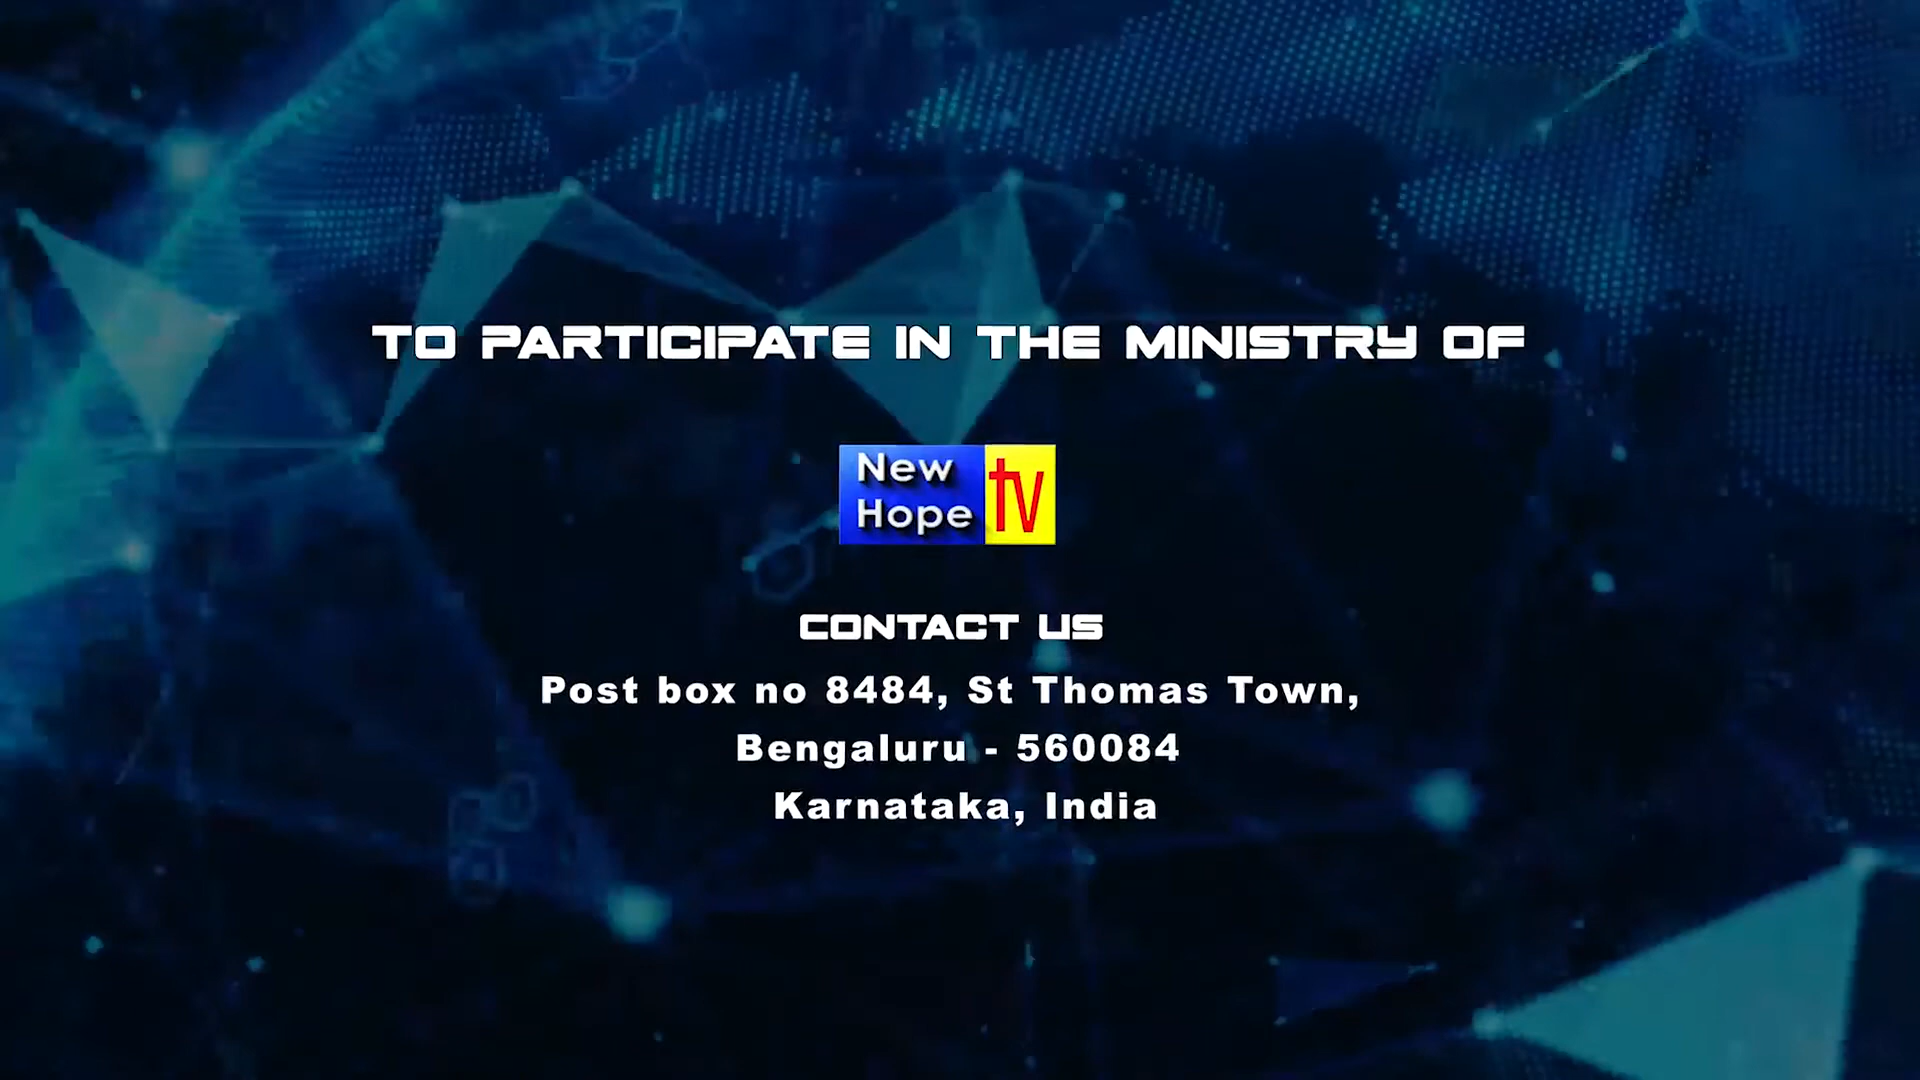 TO PARTICIPATE IN THE MINISTRY OF
New
Hope
tv
CONTACT US
Post box no 8484, St Thomas Town,
Bengaluru - 560084
Karnataka, India